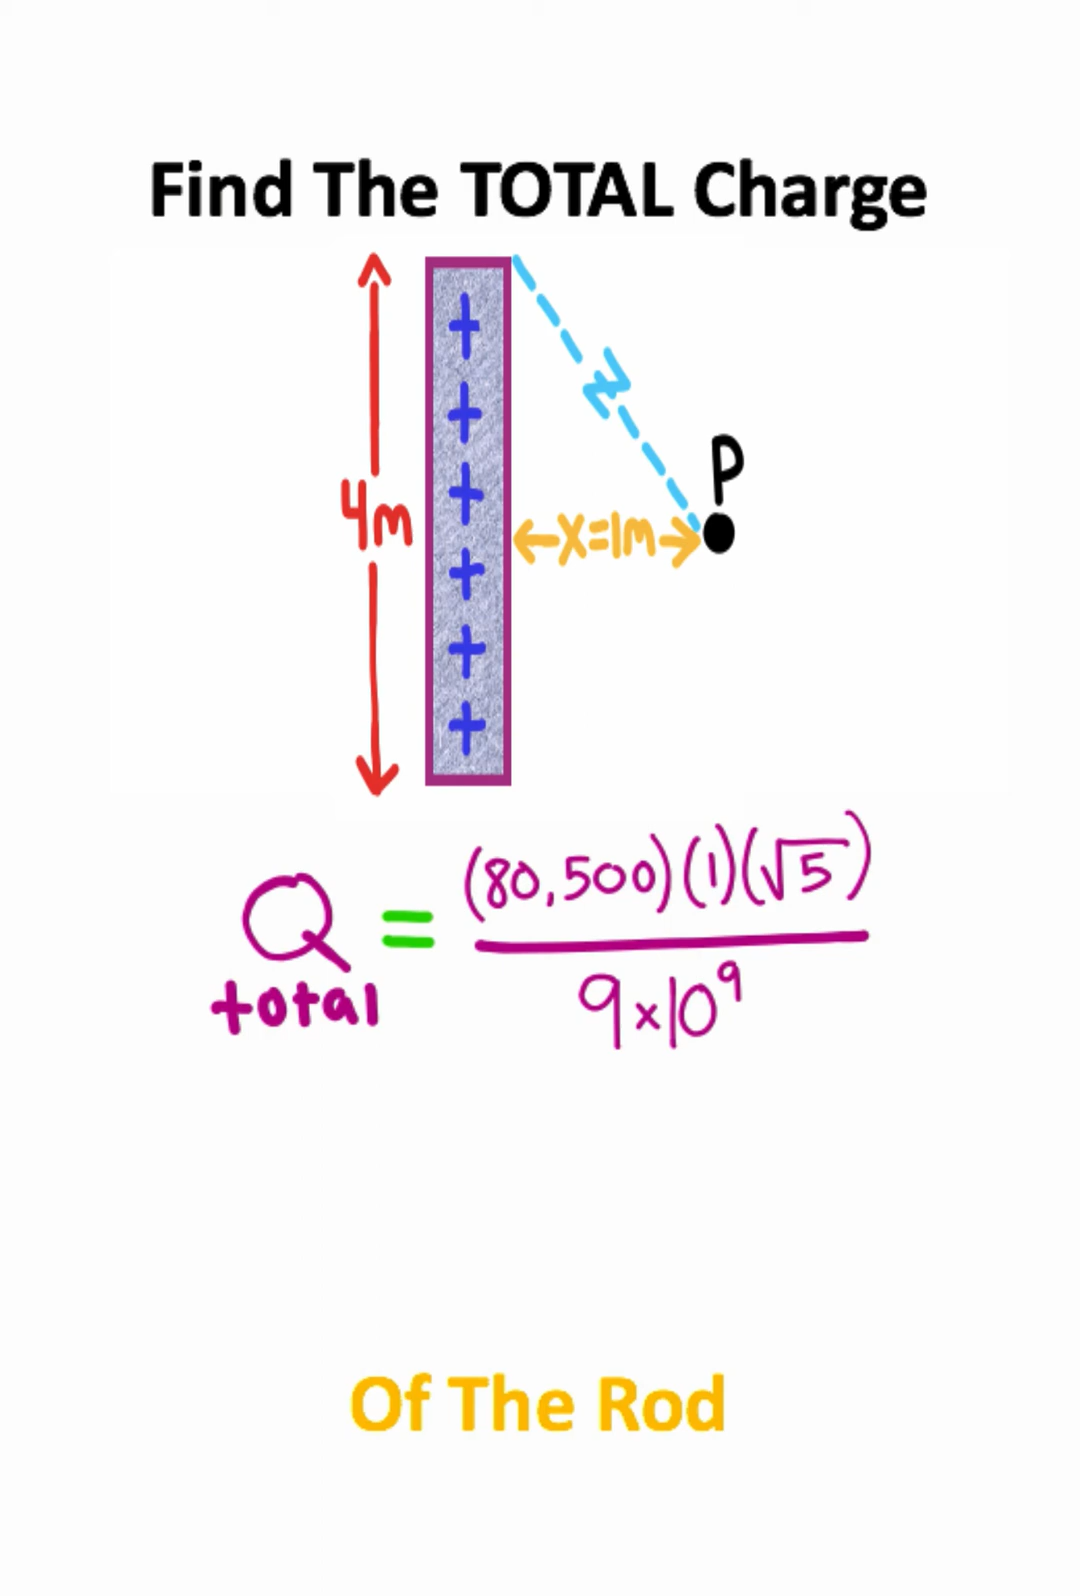 Find The TOTAL Charge
+
+
+
+
+
+
Z
P
4m
X=1m
Q total = (80,500)(1)(√5) / 9×10⁹
Of The Rod